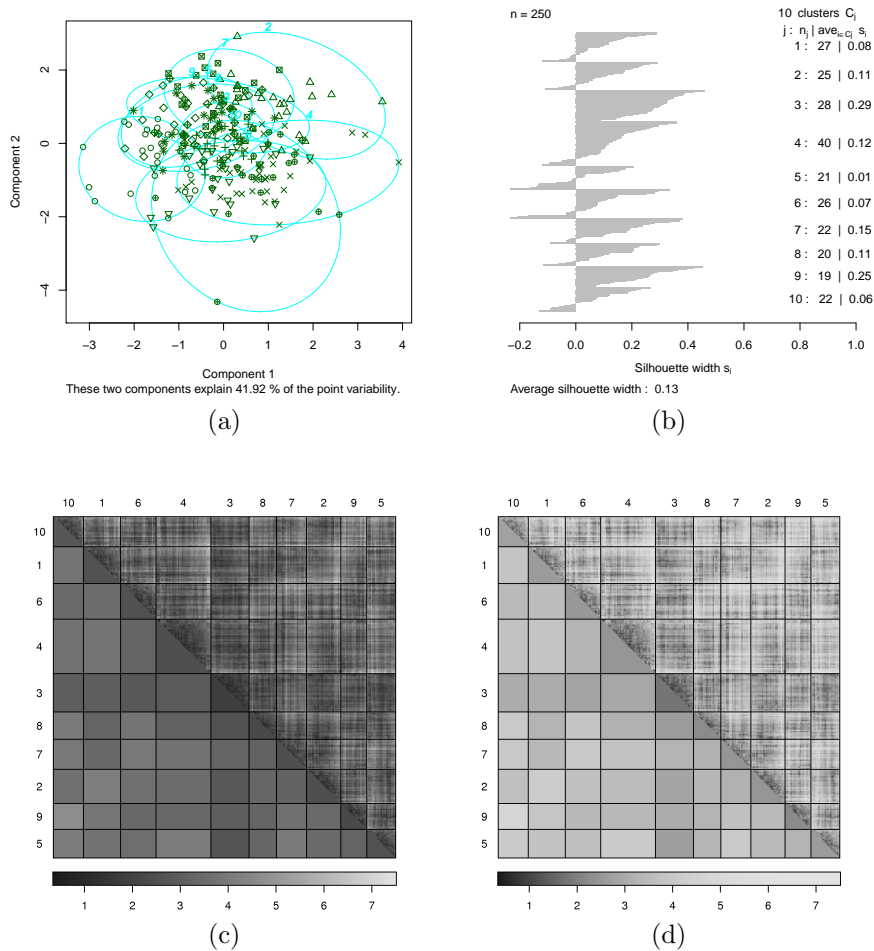 2
7
4
1
2
0
−2
−4
Component 2
−3 −2 −1 0 1 2 3 4
Component 1
These two components explain 41.92 % of the point variability.
(a)
n = 250
10 clusters Cj
j : nj | avei∈Cj si
1 : 27 | 0.08
2 : 25 | 0.11
3 : 28 | 0.29
4 : 40 | 0.12
5 : 21 | 0.01
6 : 26 | 0.07
7 : 22 | 0.15
8 : 20 | 0.11
9 : 19 | 0.25
10 : 22 | 0.06
−0.2 0.0 0.2 0.4 0.6 0.8 1.0
Silhouette width si
Average silhouette width : 0.13
(b)
10 1 6 4 3 8 7 2 9 5
10
1
6
4
3
8
7
2
9
5
1 2 3 4 5 6 7
(c)
10 1 6 4 3 8 7 2 9 5
10
1
6
4
3
8
7
2
9
5
1 2 3 4 5 6 7
(d)